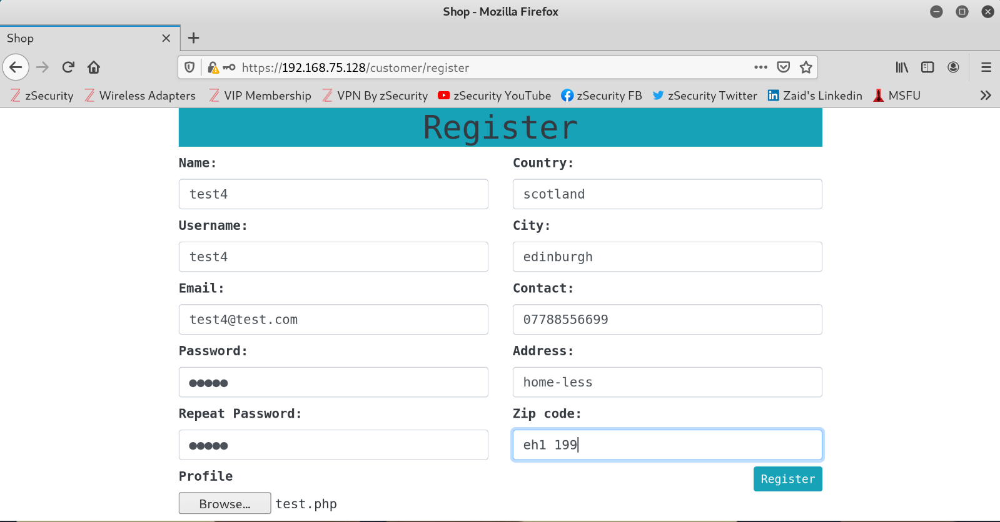 Shop - Mozilla Firefox
Shop
https://192.168.75.128/customer/register
zSecurity Wireless Adapters VIP Membership VPN By zSecurity zSecurity YouTube zSecurity FB zSecurity Twitter Zaid's Linkedin MSFU
Register
Name: Country:
test4 scotland
Username: City:
test4 edinburgh
Email: Contact:
test4@test.com 07788556699
Password: Address:
●●●●● home-less
Repeat Password: Zip code:
●●●●● eh1 199
Profile Register
Browse... test.php